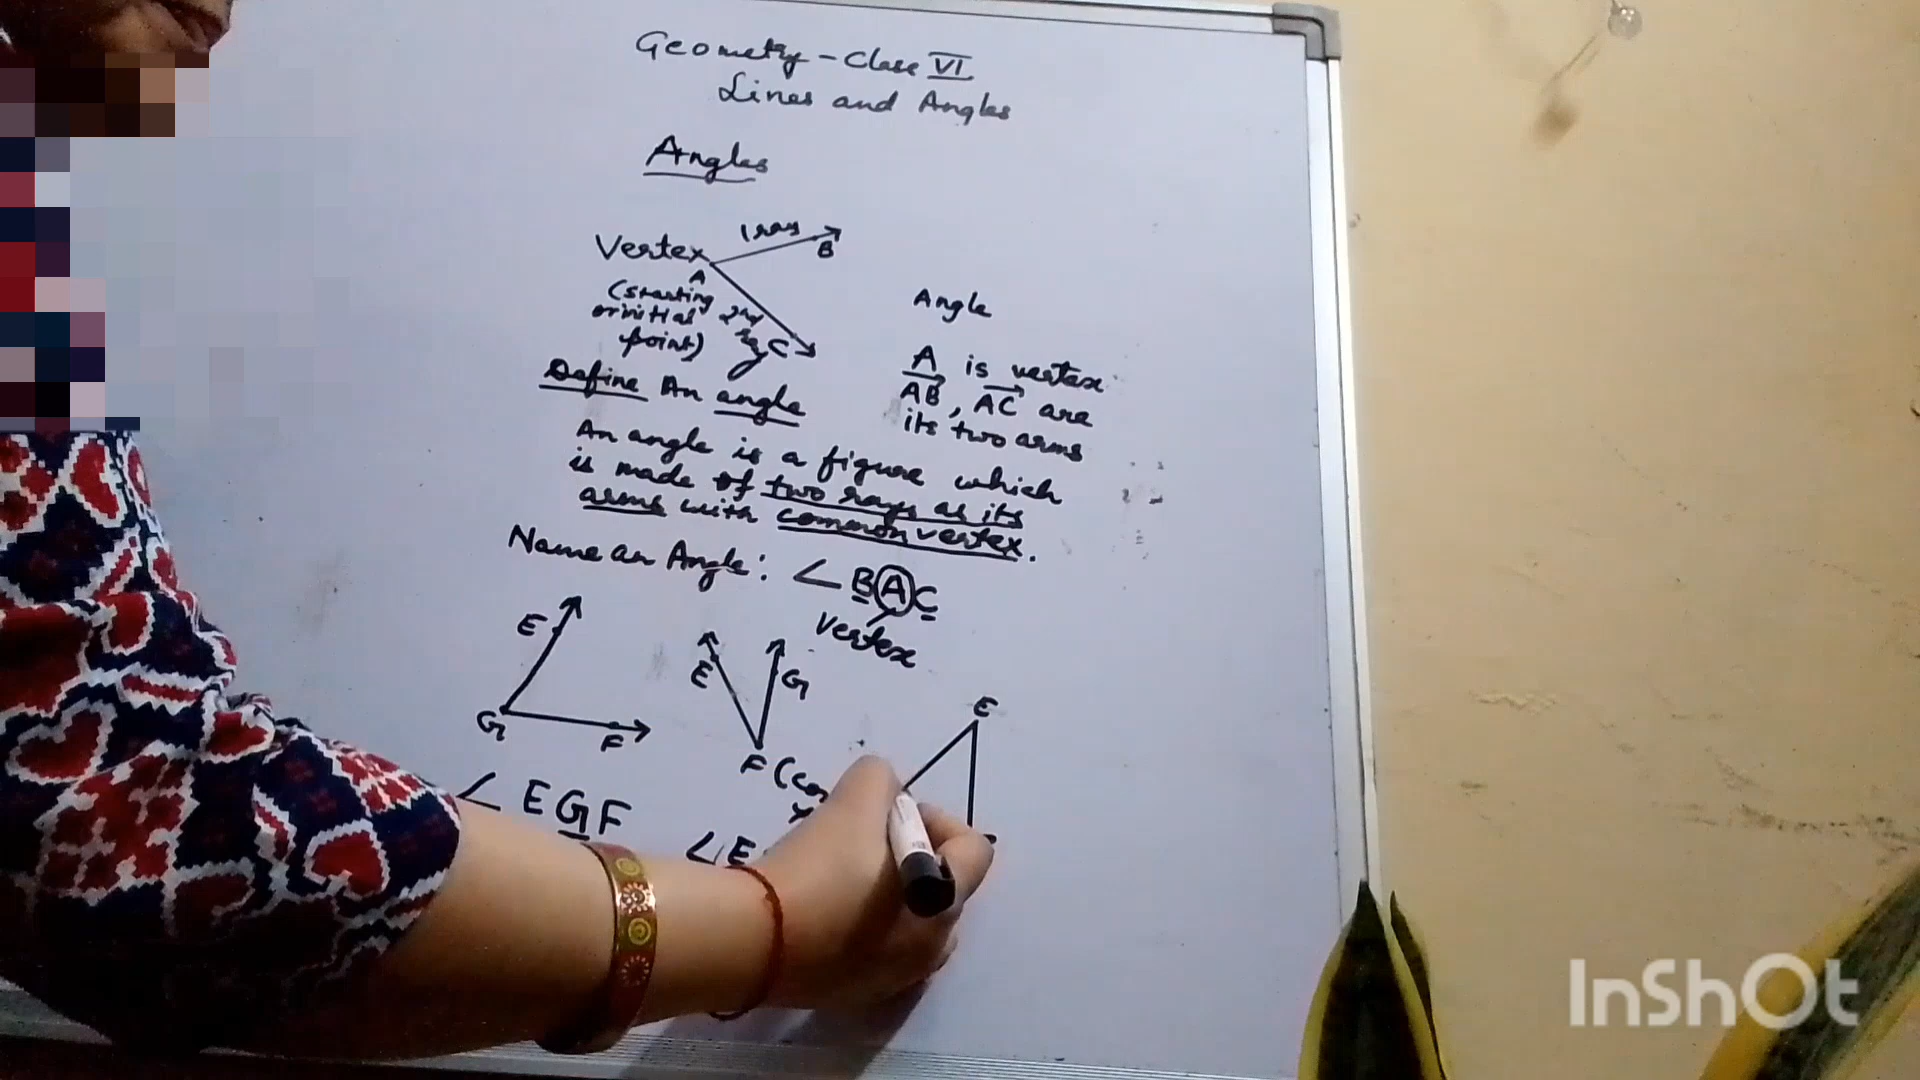 Geometry - Class VI
Lines and Angles
Angles
Vertex
A
(starting
or initial
point)
1 ray
B
2nd
ray C
Angle
A is vertex
AB, AC are
its two arms
Define An angle
An angle is a figure which
is made of two rays as its
arms with common vertex.
Name an Angle: ∠BAC
Vertex
E
G F
∠EGF
E G
F
∠E
E